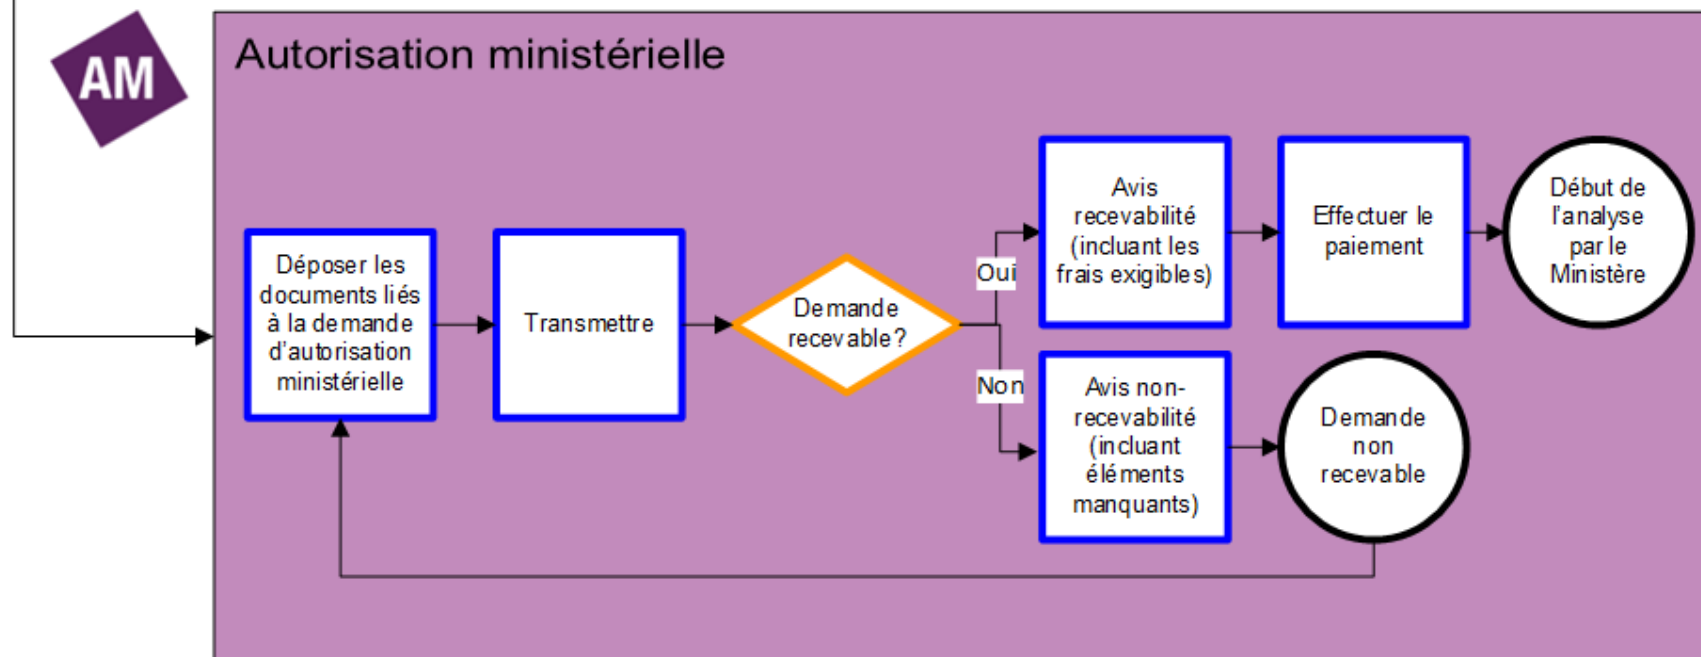 AM
Autorisation ministérielle
Déposer les
documents liés
à la demande
d'autorisation
ministérielle
Transmettre
Demande
recevable?
Oui
Avis
recevabilité
(incluant les
frais exigibles)
Effectuer le
paiement
Début de
l'analyse
par le
Ministère
Non
Avis non-
recevabilité
(incluant
éléments
manquants)
Demande
non
recevable